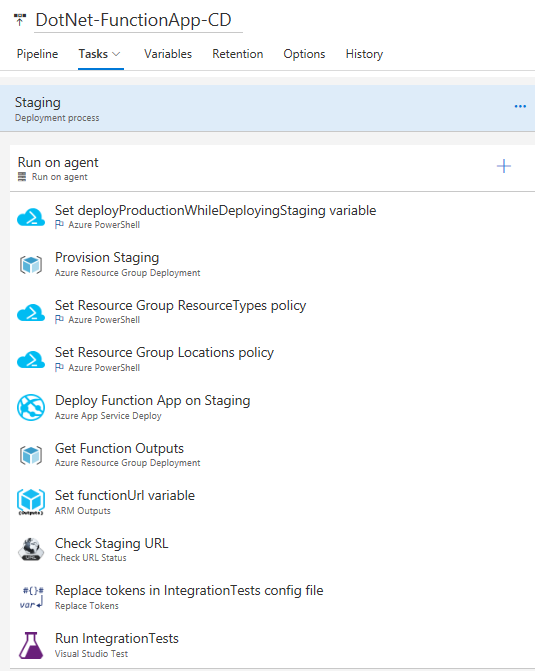 DotNet-FunctionApp-CD
Pipeline Tasks Variables Retention Options History
Staging
Deployment process
...
Run on agent
Run on agent
Set deployProductionWhileDeployingStaging variable
Azure PowerShell
Provision Staging
Azure Resource Group Deployment
Set Resource Group ResourceTypes policy
Azure PowerShell
Set Resource Group Locations policy
Azure PowerShell
Deploy Function App on Staging
Azure App Service Deploy
Get Function Outputs
Azure Resource Group Deployment
Set functionUrl variable
{Outputs}
ARM Outputs
Check Staging URL
URL
Check URL Status
Replace tokens in IntegrationTests config file
#{}#
var
Replace Tokens
Run IntegrationTests
Visual Studio Test